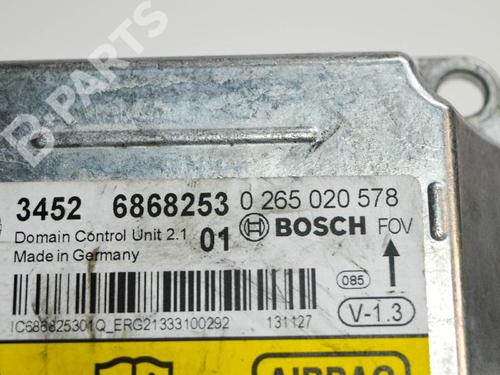 B-PARTS
3452 6868253 0 265 020 578
Domain Control Unit 2.1 01 BOSCH FOV
Made in Germany
085
IC686825301Q_ERG21333100292 131127
V-1.3
AIRBAG